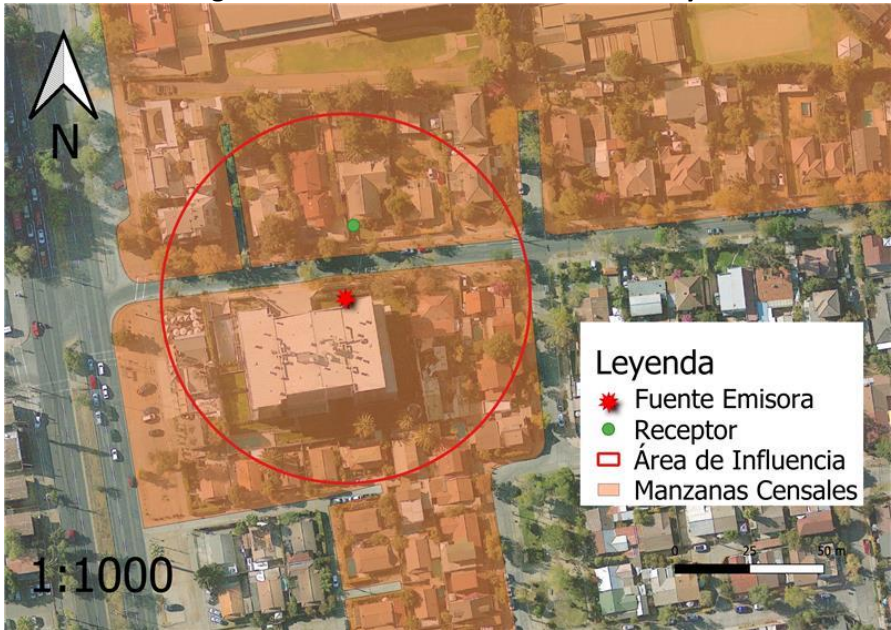 N
Leyenda
Fuente Emisora
Receptor
Área de Influencia
Manzanas Censales
0 25 50 m
1:1000